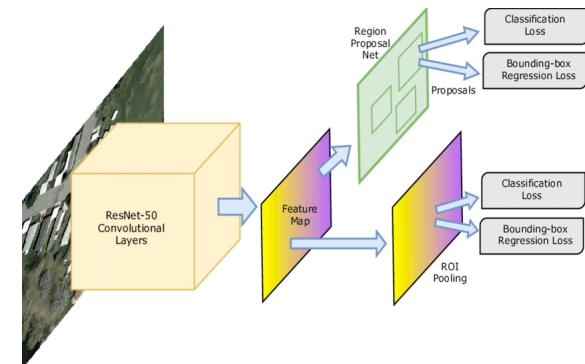 Classification
Loss
Region
Proposal
Net
Bounding-box
Regression Loss
Proposals
ResNet-50
Convolutional
Layers
Feature
Map
Classification
Loss
Bounding-box
Regression Loss
ROI
Pooling